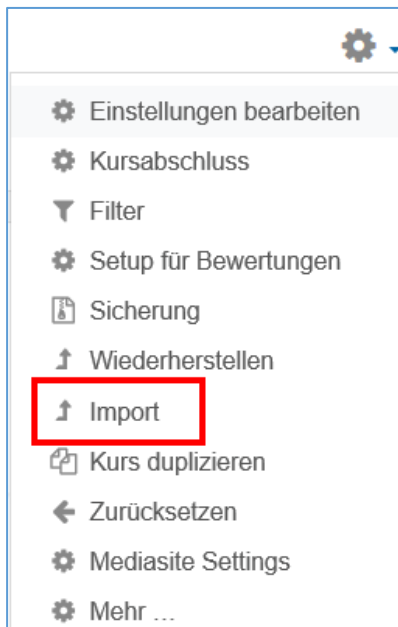 Einstellungen bearbeiten
Kursabschluss
Filter
Setup für Bewertungen
Sicherung
Wiederherstellen
Import
Kurs duplizieren
Zurücksetzen
Mediasite Settings
Mehr ...